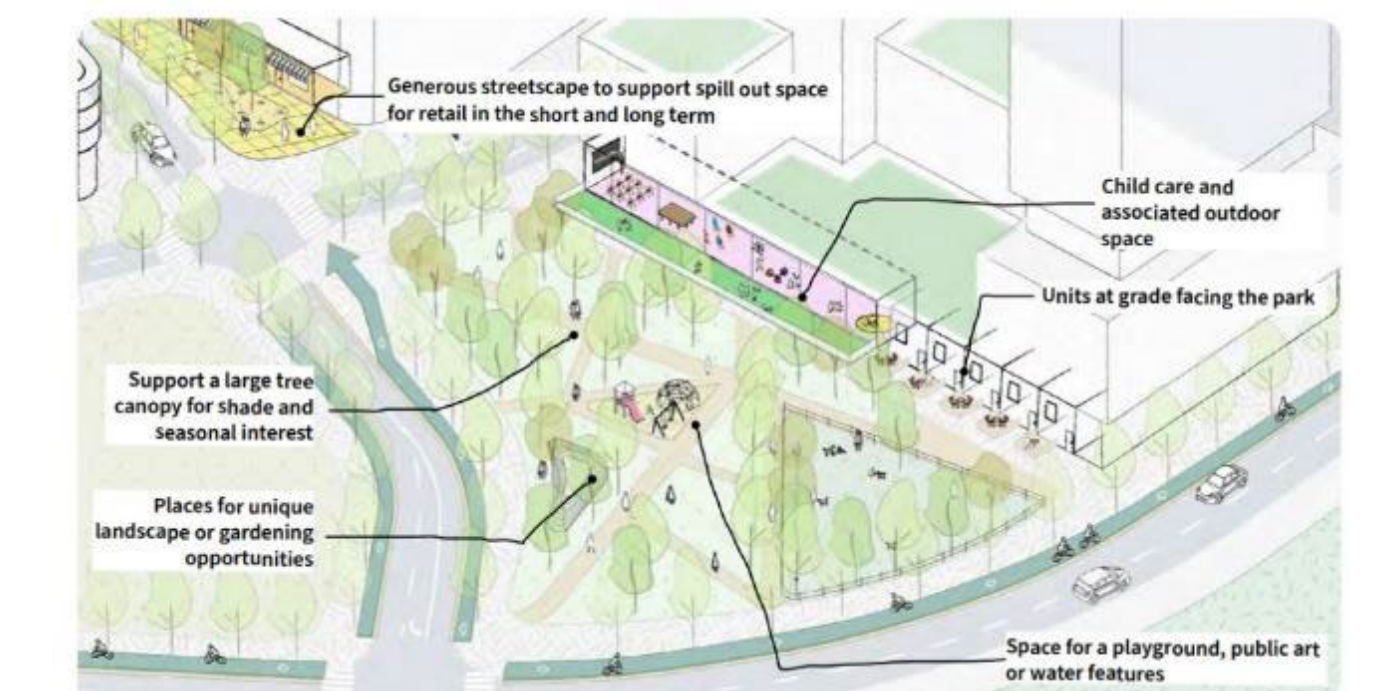 Generous streetscape to support spill out space
for retail in the short and long term
Child care and
associated outdoor
space
Units at grade facing the park
Support a large tree
canopy for shade and
seasonal interest
Places for unique
landscape or gardening
opportunities
Space for a playground, public art
or water features